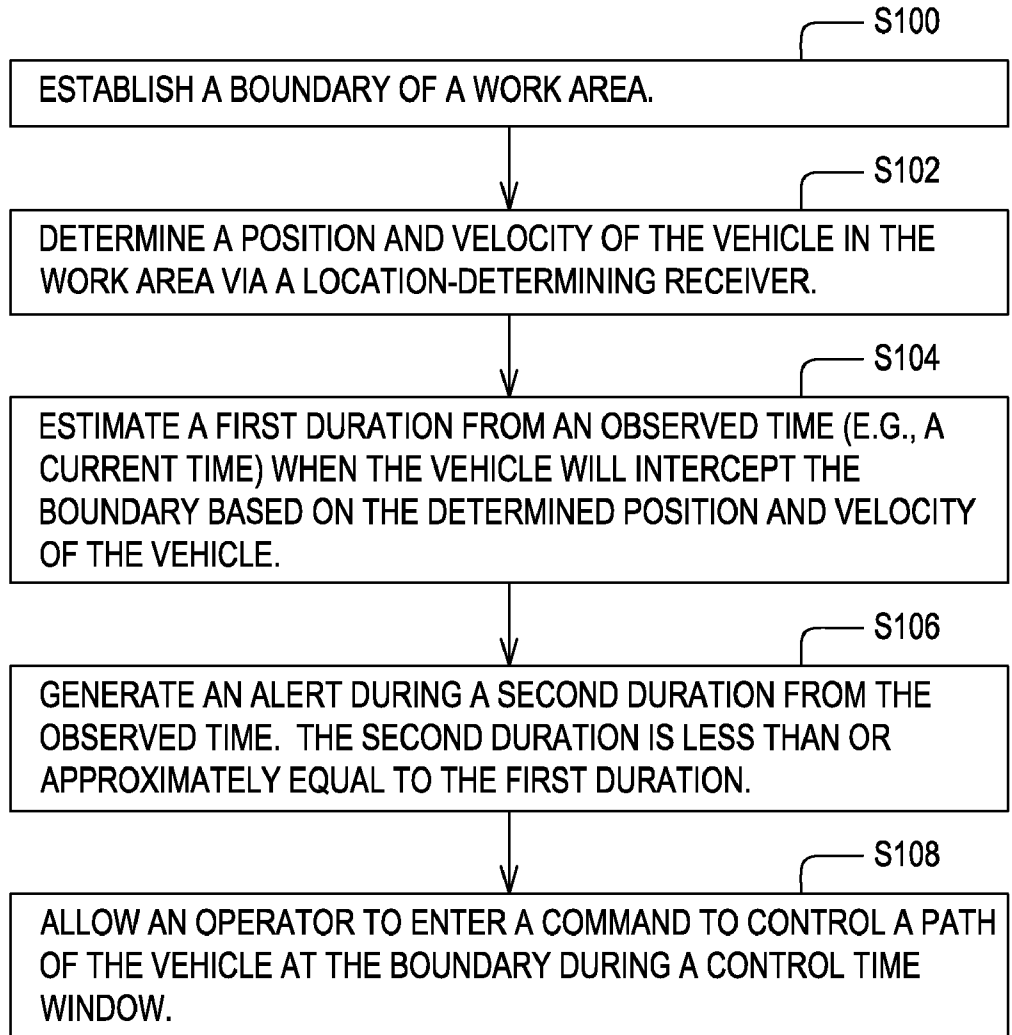 S100
ESTABLISH A BOUNDARY OF A WORK AREA.
S102
DETERMINE A POSITION AND VELOCITY OF THE VEHICLE IN THE
WORK AREA VIA A LOCATION-DETERMINING RECEIVER.
S104
ESTIMATE A FIRST DURATION FROM AN OBSERVED TIME (E.G., A
CURRENT TIME) WHEN THE VEHICLE WILL INTERCEPT THE
BOUNDARY BASED ON THE DETERMINED POSITION AND VELOCITY
OF THE VEHICLE.
S106
GENERATE AN ALERT DURING A SECOND DURATION FROM THE
OBSERVED TIME. THE SECOND DURATION IS LESS THAN OR
APPROXIMATELY EQUAL TO THE FIRST DURATION.
S108
ALLOW AN OPERATOR TO ENTER A COMMAND TO CONTROL A PATH
OF THE VEHICLE AT THE BOUNDARY DURING A CONTROL TIME
WINDOW.